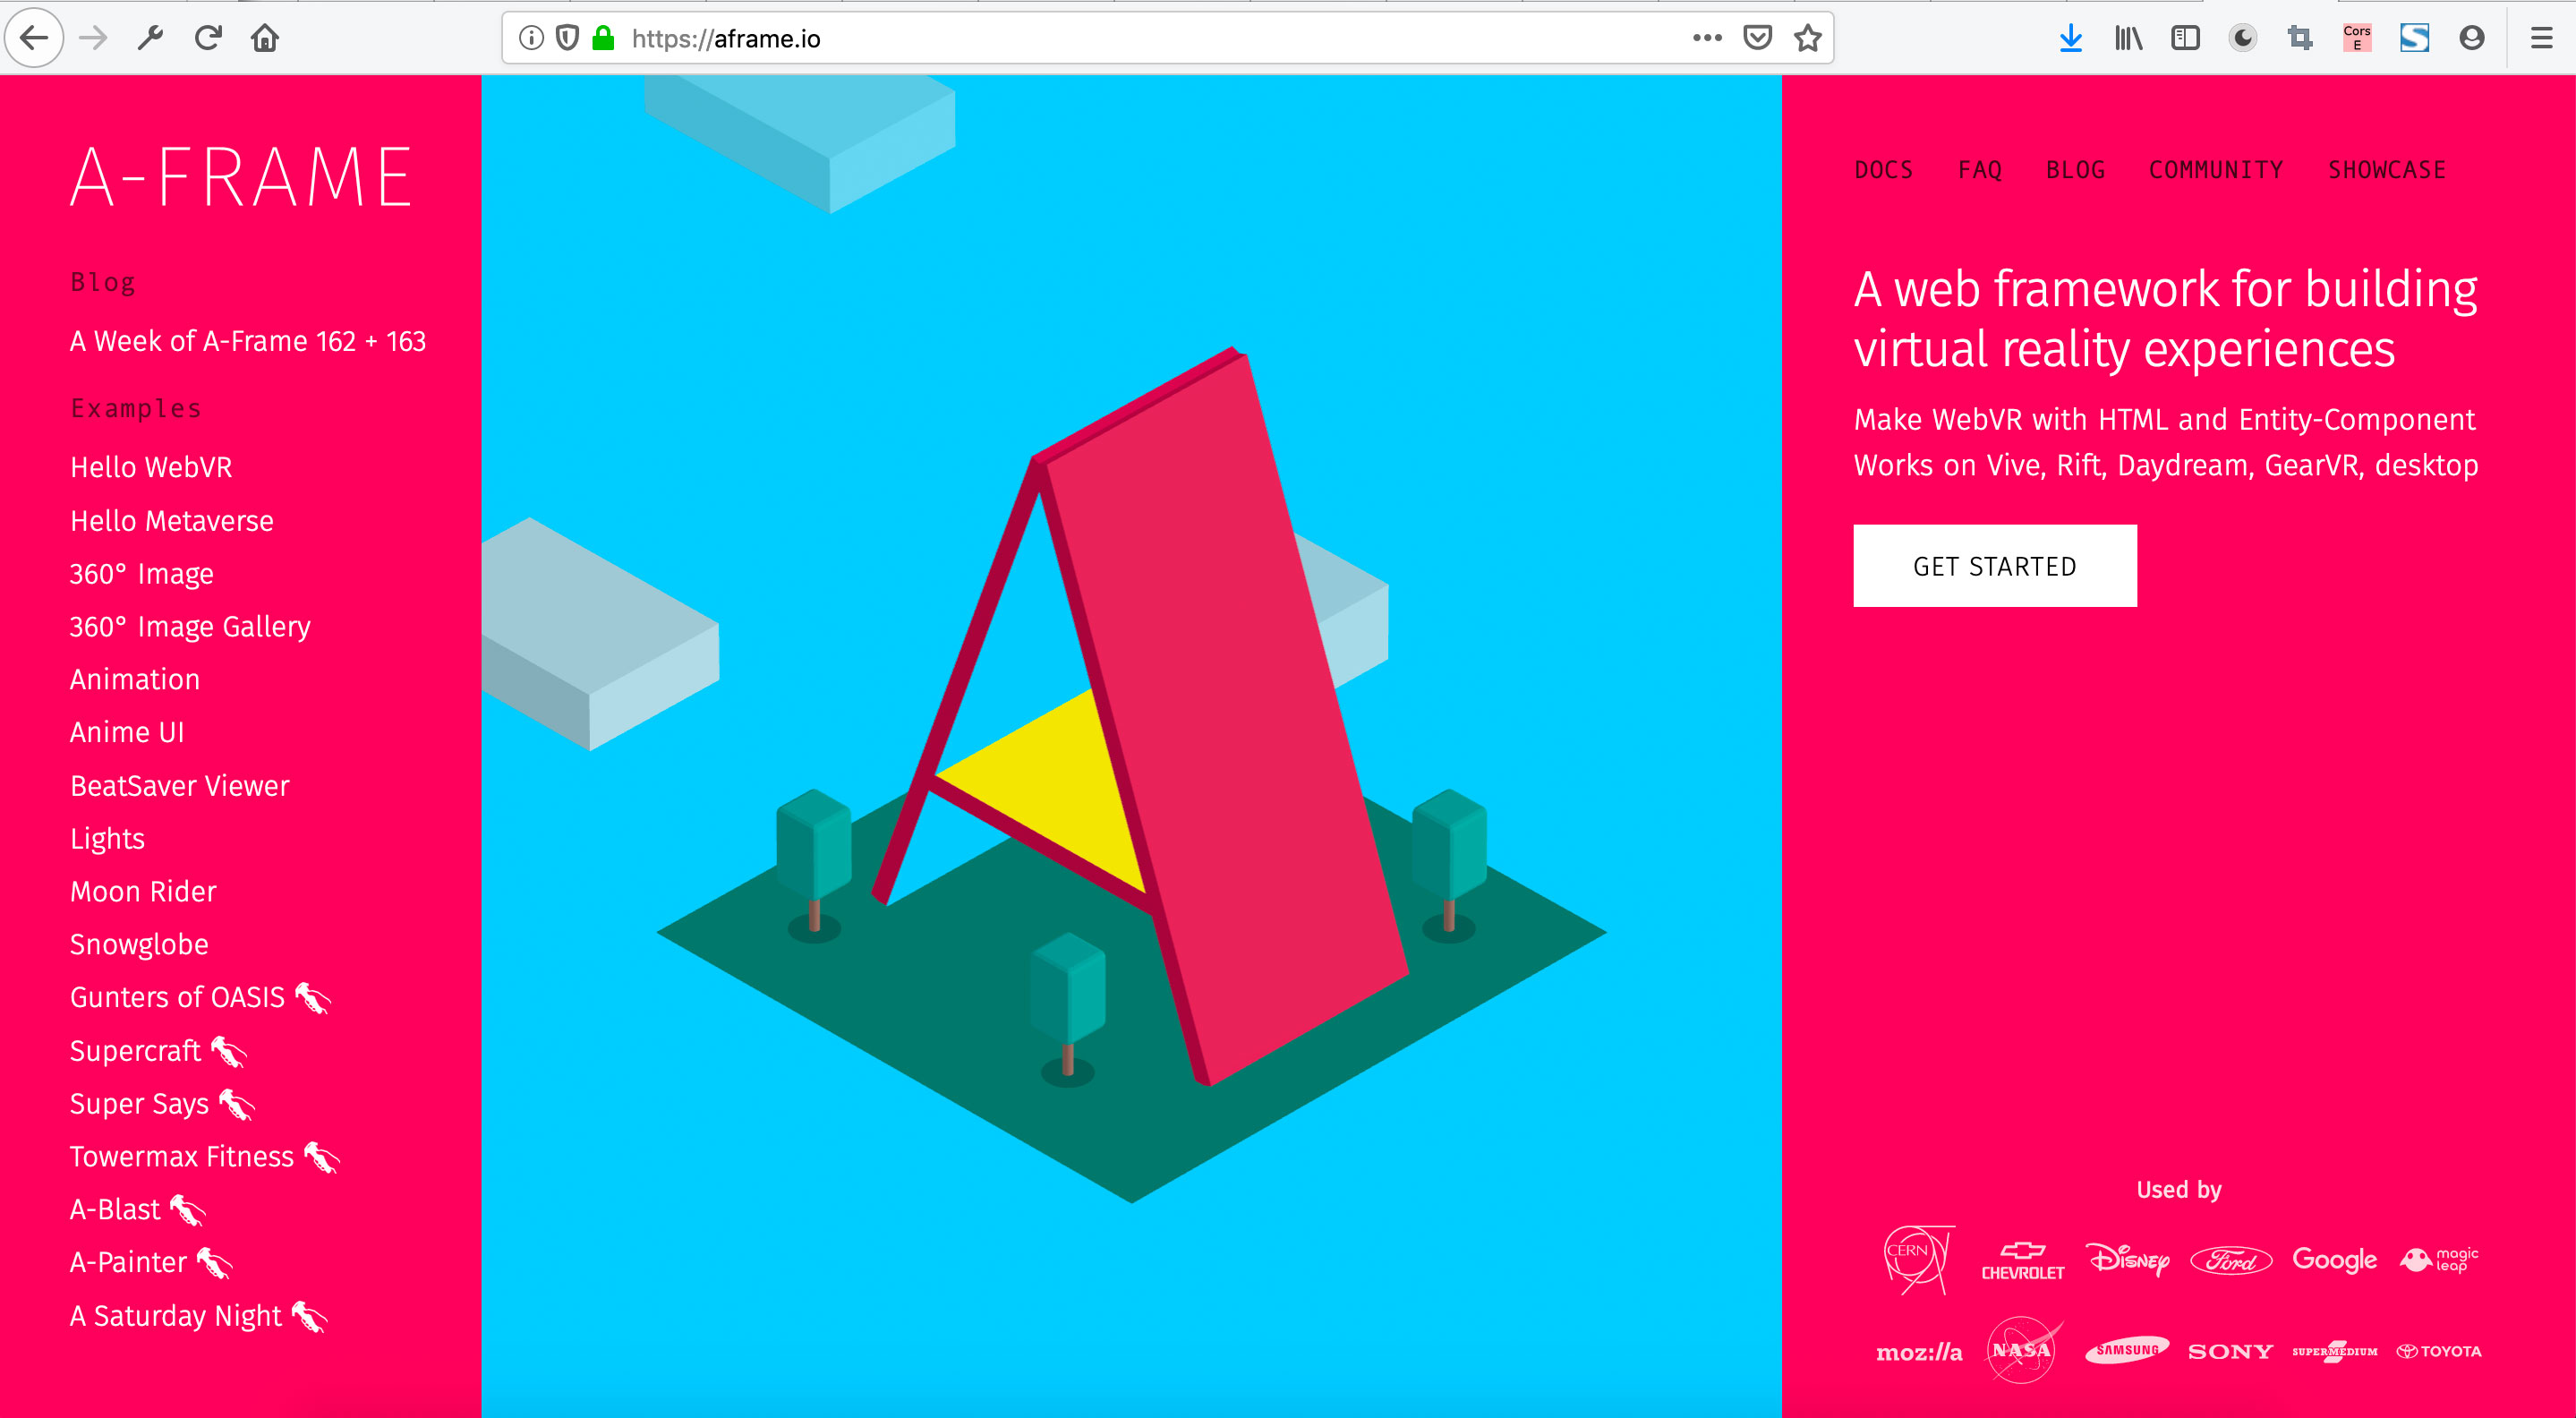 https://aframe.io
Cors
E
A-FRAME
Blog
A Week of A-Frame 162 + 163
Examples
Hello WebVR
Hello Metaverse
360° Image
360° Image Gallery
Animation
Anime UI
BeatSaver Viewer
Lights
Moon Rider
Snowglobe
Gunters of OASIS
Supercraft
Super Says
Towermax Fitness
A-Blast
A-Painter
A Saturday Night
DOCS FAQ BLOG COMMUNITY SHOWCASE
A web framework for building
virtual reality experiences
Make WebVR with HTML and Entity-Component
Works on Vive, Rift, Daydream, GearVR, desktop
GET STARTED
Used by
CERN CHEVROLET Disney Ford Google magic leap
moz://a NASA SAMSUNG SONY SUPERMEDIUM TOYOTA